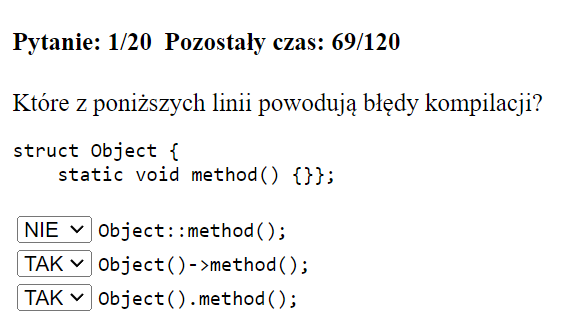 Pytanie: 1/20 Pozostały czas: 69/120
Które z poniższych linii powodują błędy kompilacji?
struct Object {
    static void method() {}};
NIE Object::method();
TAK Object()->method();
TAK Object().method();